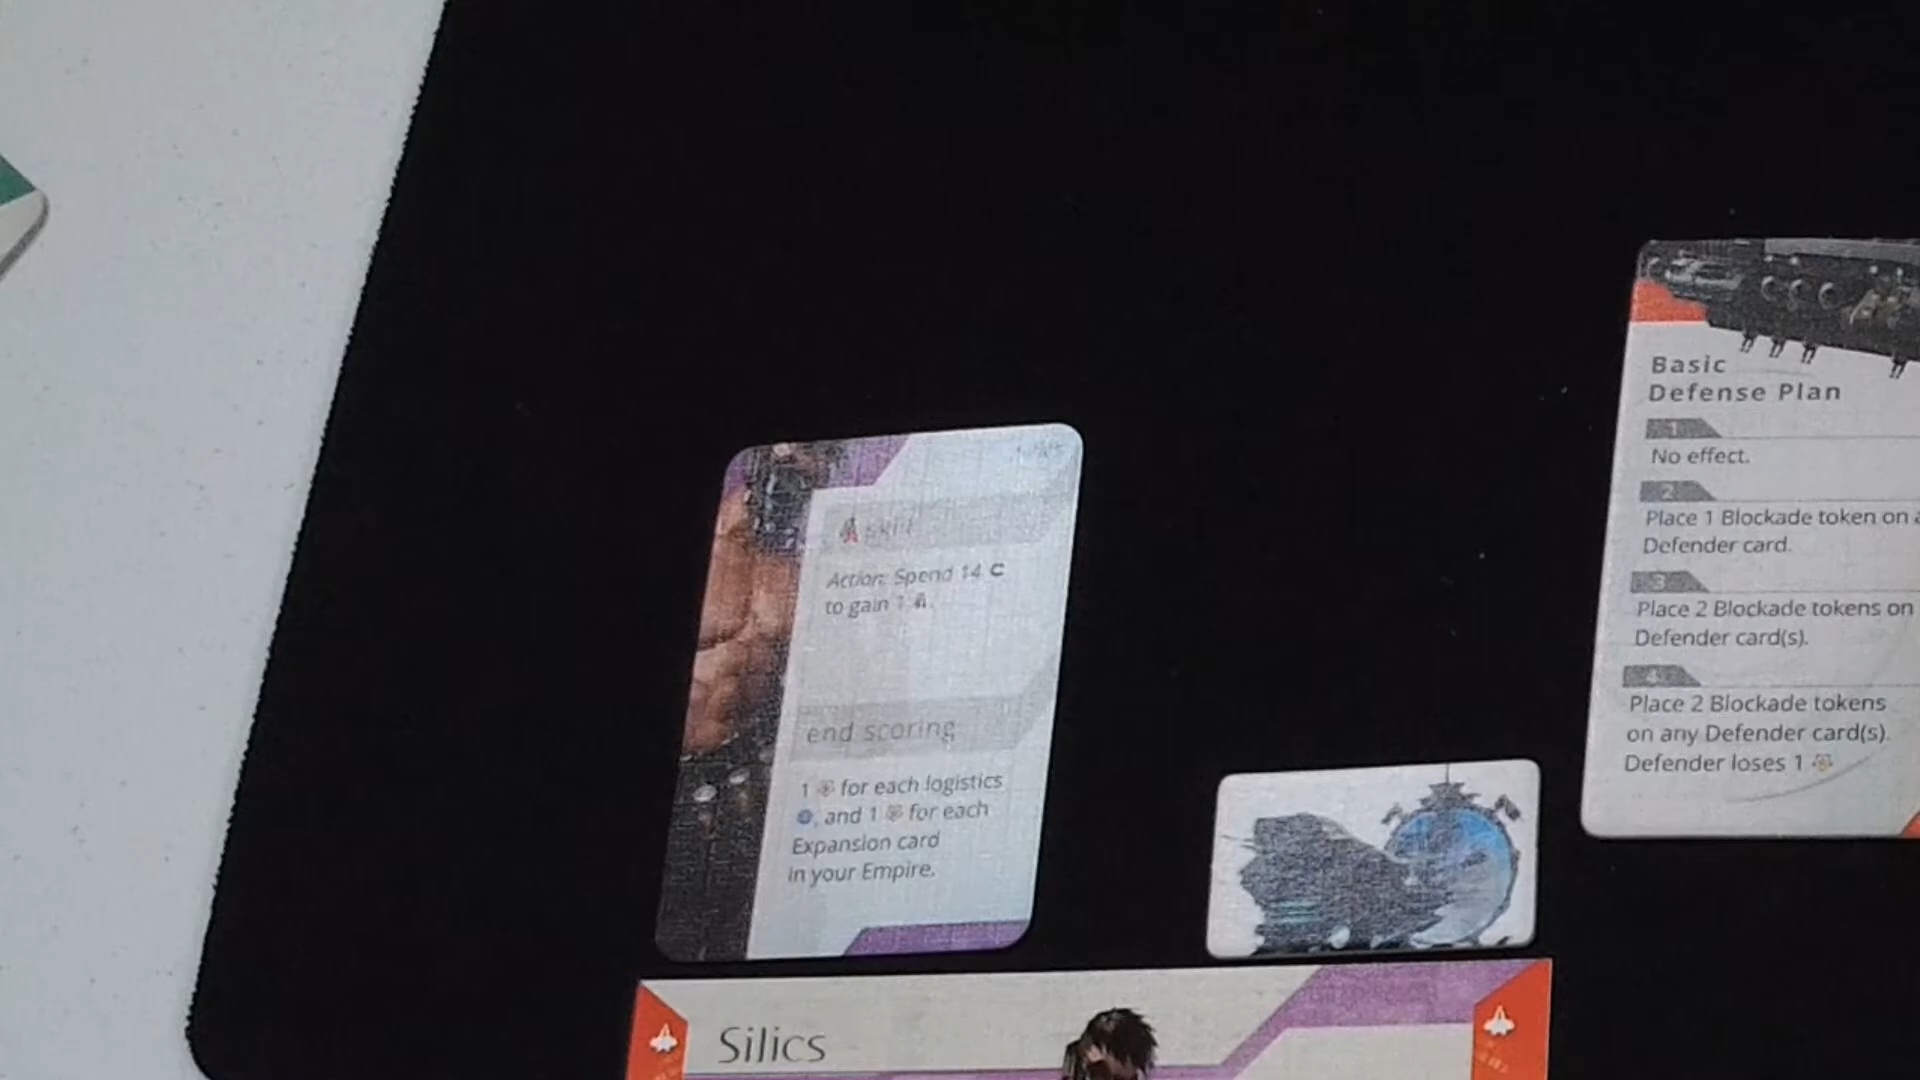 skill
Action: Spend 14 C
to gain 1
end scoring
1 for each logistics
, and 1 for each
Expansion card
in your Empire.
Basic
Defense Plan
1
No effect.
2
Place 1 Blockade token on
Defender card.
3
Place 2 Blockade tokens on
Defender card(s).
4
Place 2 Blockade tokens
on any Defender card(s).
Defender loses 1
Silics